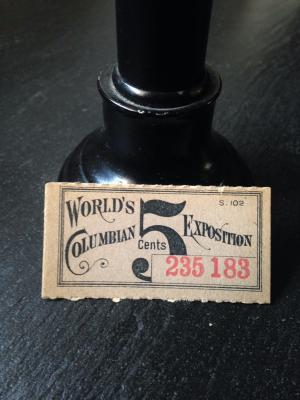 S. 102
WORLD'S
COLUMBIAN 5 EXPOSITION
Cents
235 183